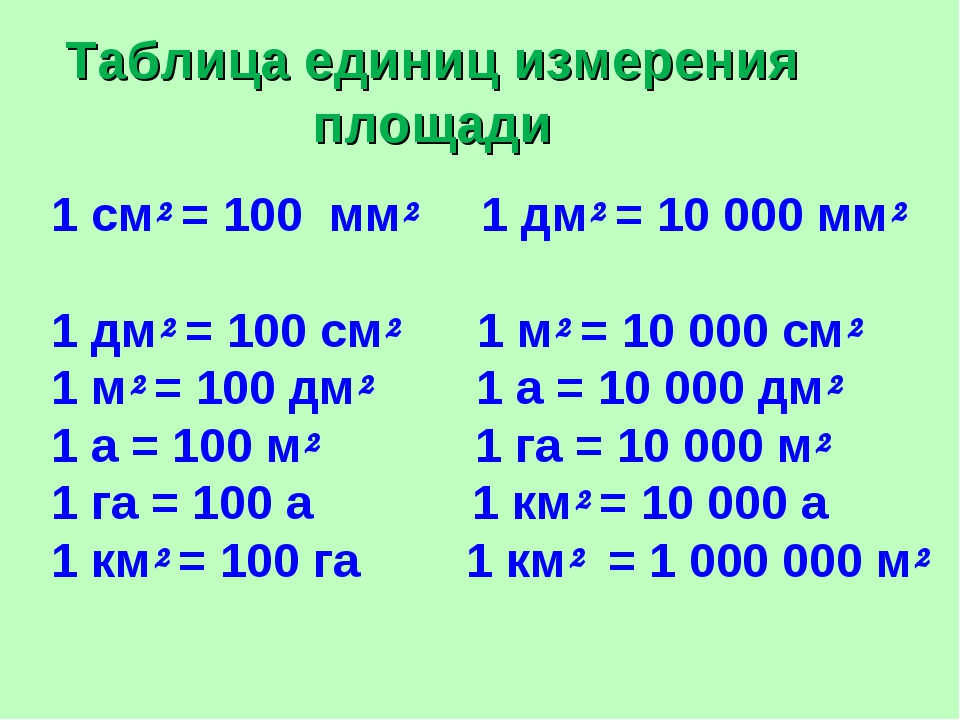 Таблица единиц измерения
площади
1 см² = 100 мм² 1 дм² = 10 000 мм²
1 дм² = 100 см² 1 м² = 10 000 см²
1 м² = 100 дм² 1 а = 10 000 дм²
1 а = 100 м² 1 га = 10 000 м²
1 га = 100 а 1 км² = 10 000 а
1 км² = 100 га 1 км² = 1 000 000 м²